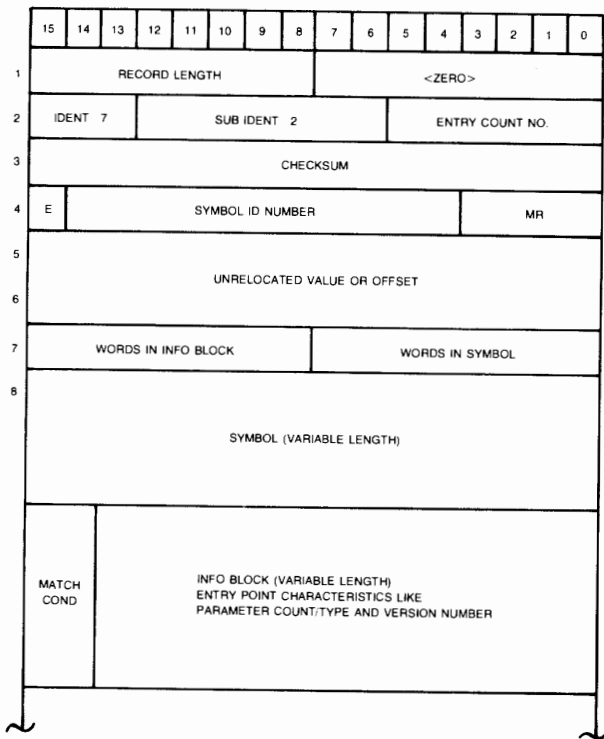 15 14 13 12 11 10 9 8 7 6 5 4 3 2 1 0
1 RECORD LENGTH <ZERO>
2 IDENT 7 SUB IDENT 2 ENTRY COUNT NO.
3 CHECKSUM
4 E SYMBOL ID NUMBER MR
5
UNRELOCATED VALUE OR OFFSET
6
7 WORDS IN INFO BLOCK WORDS IN SYMBOL
8
SYMBOL (VARIABLE LENGTH)
MATCH COND
INFO BLOCK (VARIABLE LENGTH)
ENTRY POINT CHARACTERISTICS LIKE
PARAMETER COUNT/TYPE AND VERSION NUMBER